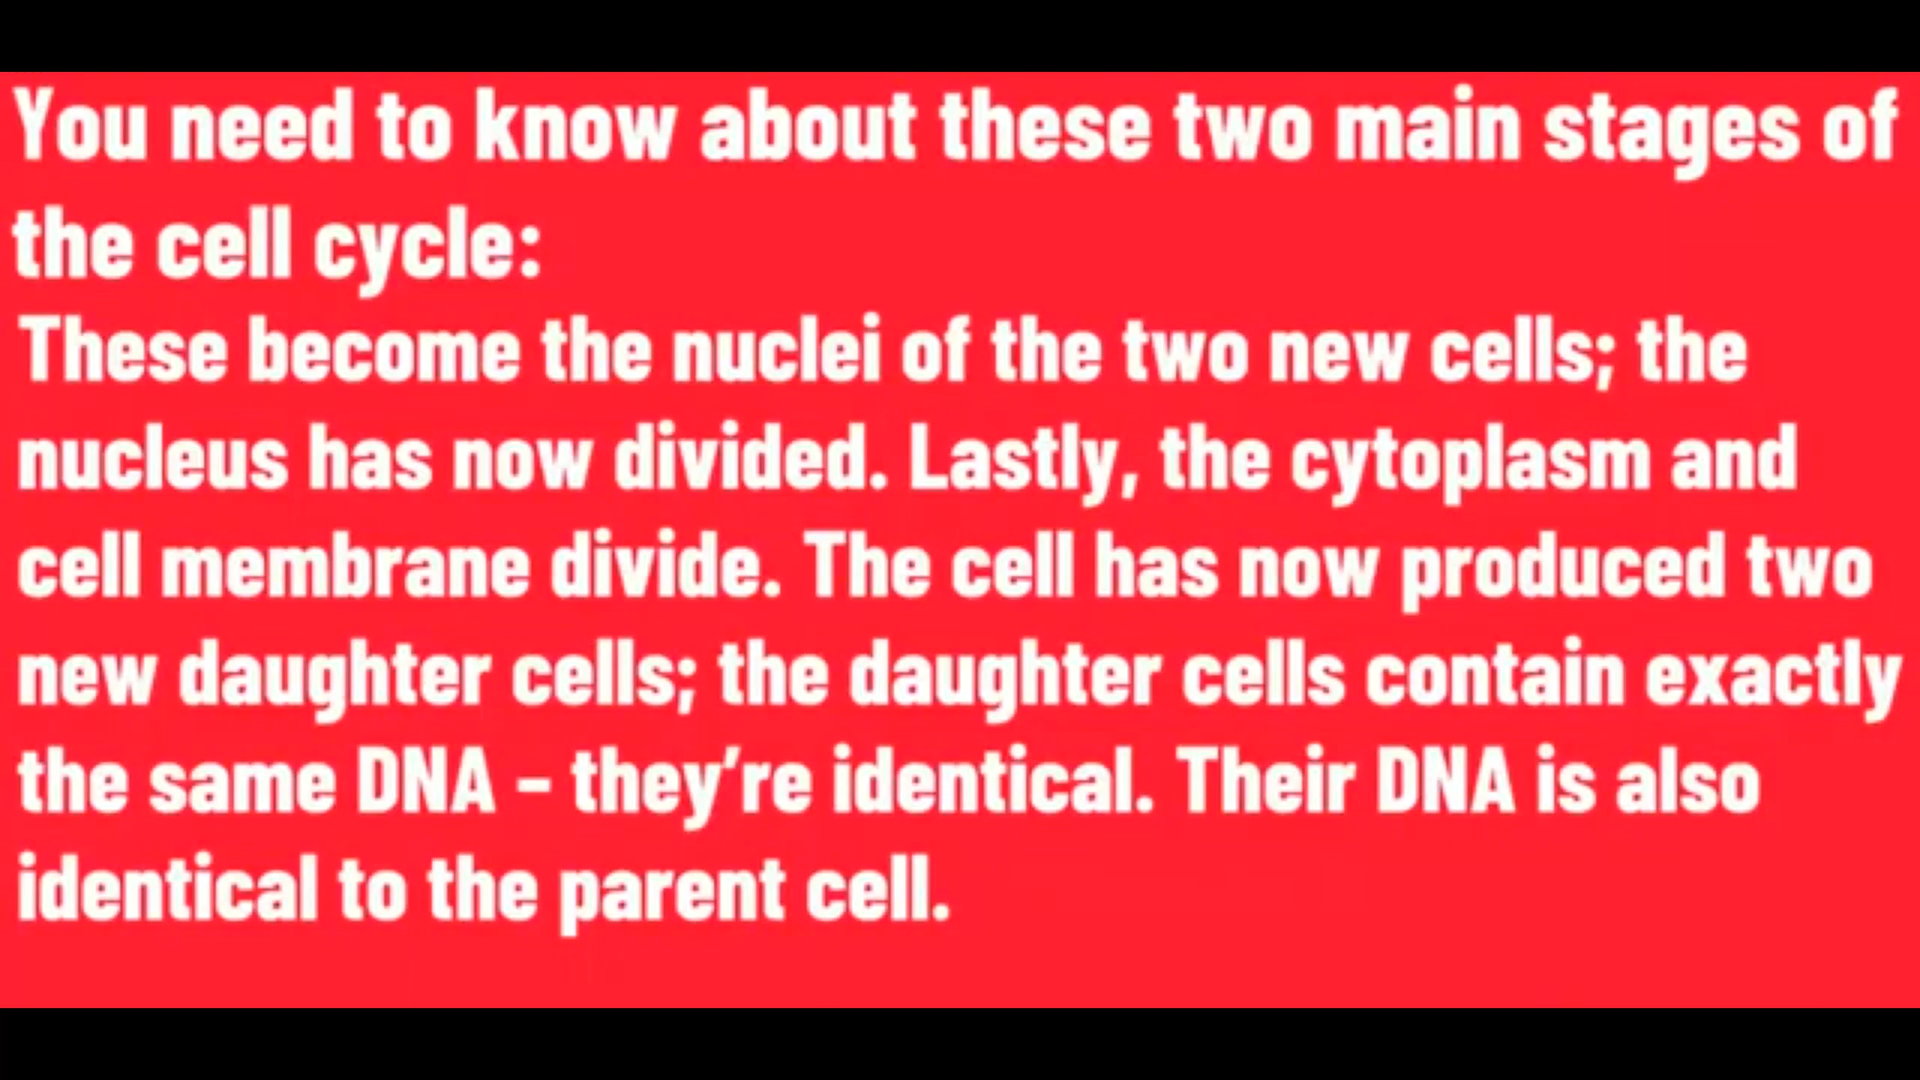 You need to know about these two main stages of
the cell cycle:
These become the nuclei of the two new cells; the
nucleus has now divided. Lastly, the cytoplasm and
cell membrane divide. The cell has now produced two
new daughter cells; the daughter cells contain exactly
the same DNA – they’re identical. Their DNA is also
identical to the parent cell.